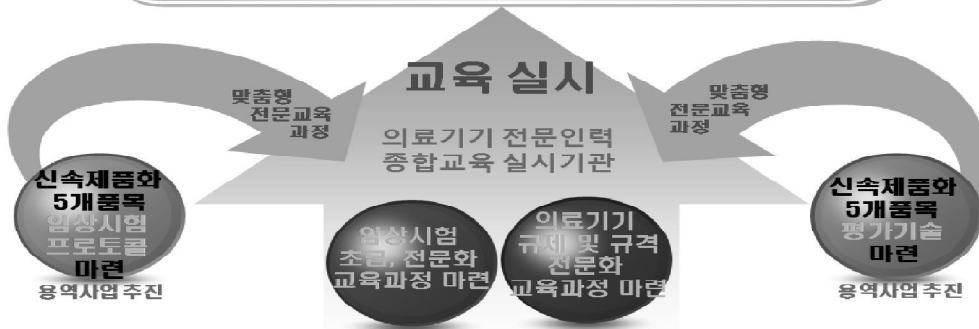 교육 실시
맞춤형
전문교육
과정
맞춤형
전문교육
과정
의료기기 전문인력
종합교육 실시기관
신속제품화
5개품목
임상시험
프로토콜
마련
용역사업 추진
임상시험
초급, 전문화
교육과정 마련
의료기기
규제 및 규격
전문화
교육과정 마련
신속제품화
5개품목
평가기술
마련
용역사업 추진